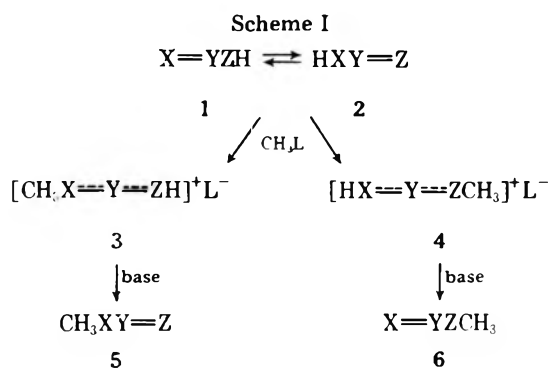 Scheme I
X=YZH ⇌ HXY=Z
1 2
CH₃L
[CH₃X=Y=ZH]⁺L⁻ [HX=Y=ZCH₃]⁺L⁻
3 4
base base
CH₃XY=Z X=YZCH₃
5 6